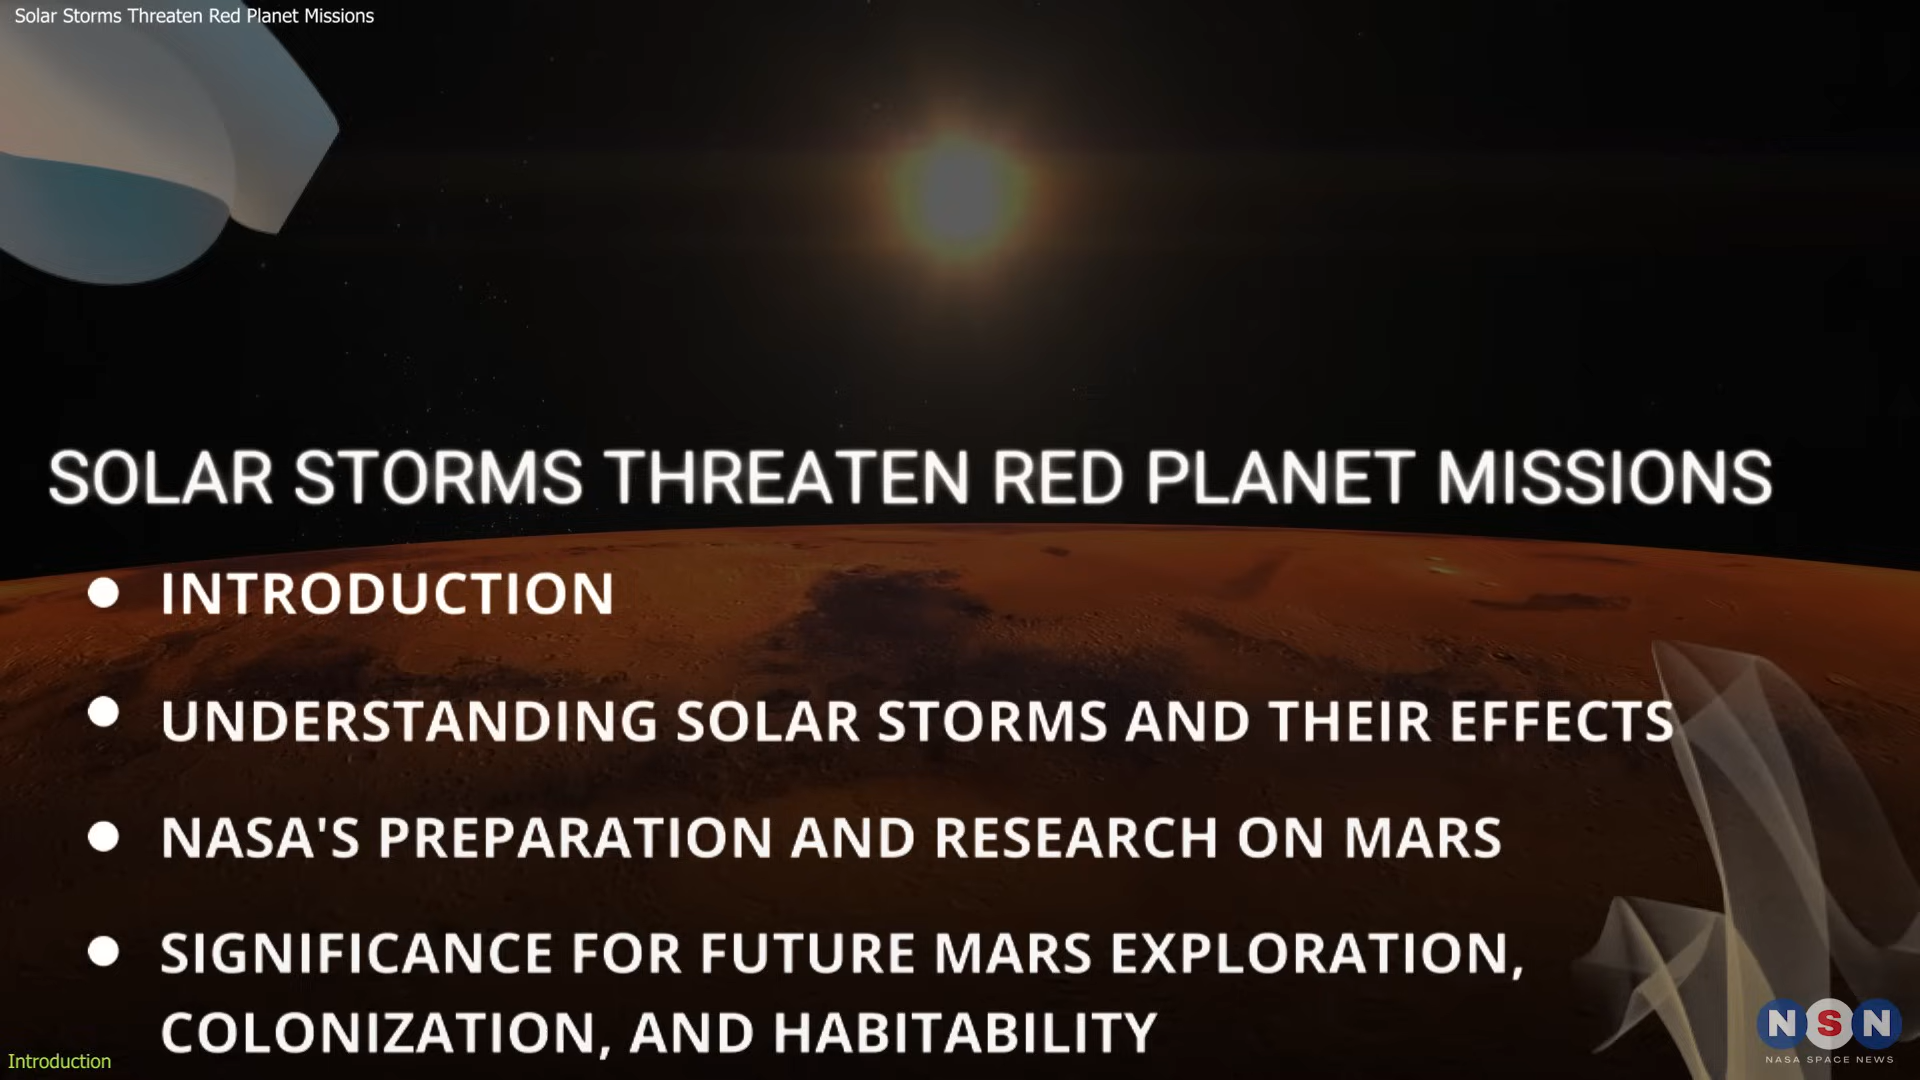 Solar Storms Threaten Red Planet Missions
SOLAR STORMS THREATEN RED PLANET MISSIONS
INTRODUCTION
UNDERSTANDING SOLAR STORMS AND THEIR EFFECTS
NASA'S PREPARATION AND RESEARCH ON MARS
SIGNIFICANCE FOR FUTURE MARS EXPLORATION,
COLONIZATION, AND HABITABILITY
Introduction
NSN
NASA SPACE NEWS